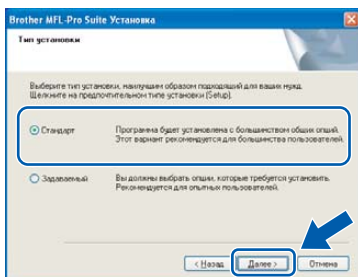 Brother MFL-Pro Suite Установка
Тип установки
Выберите тип установки, наилучшим образом подходящий для ваших нужд.
Щелкните на предпочтительном типе установки (Setup).
Стандарт
Программа будет установлена с большинством общих опций.
Этот вариант рекомендуется для большинства пользователей.
Задаваемый
Вы должны выбрать опции, которые требуется установить.
Рекомендуется для опытных пользователей.
< Назад
Далее >
Отмена